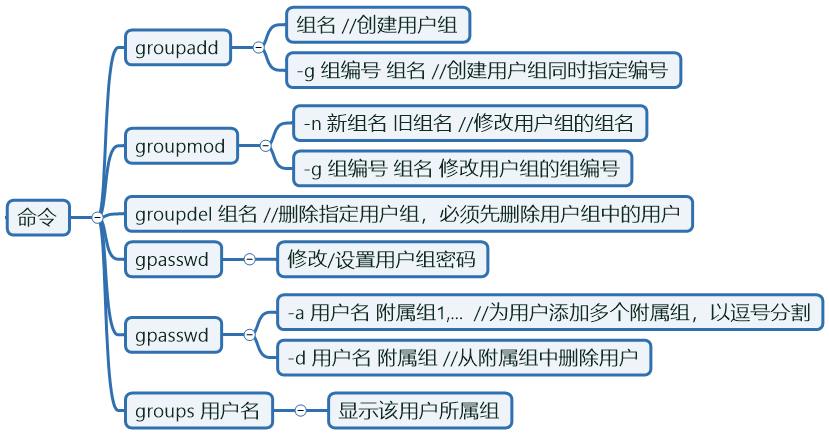 命令
groupadd
组名 //创建用户组
-g 组编号 组名 //创建用户组同时指定编号
groupmod
-n 新组名 旧组名 //修改用户组的组名
-g 组编号 组名 修改用户组的组编号
groupdel 组名 //删除指定用户组，必须先删除用户组中的用户
gpasswd
修改/设置用户组密码
gpasswd
-a 用户名 附属组1,... //为用户添加多个附属组，以逗号分割
-d 用户名 附属组 //从附属组中删除用户
groups 用户名
显示该用户所属组